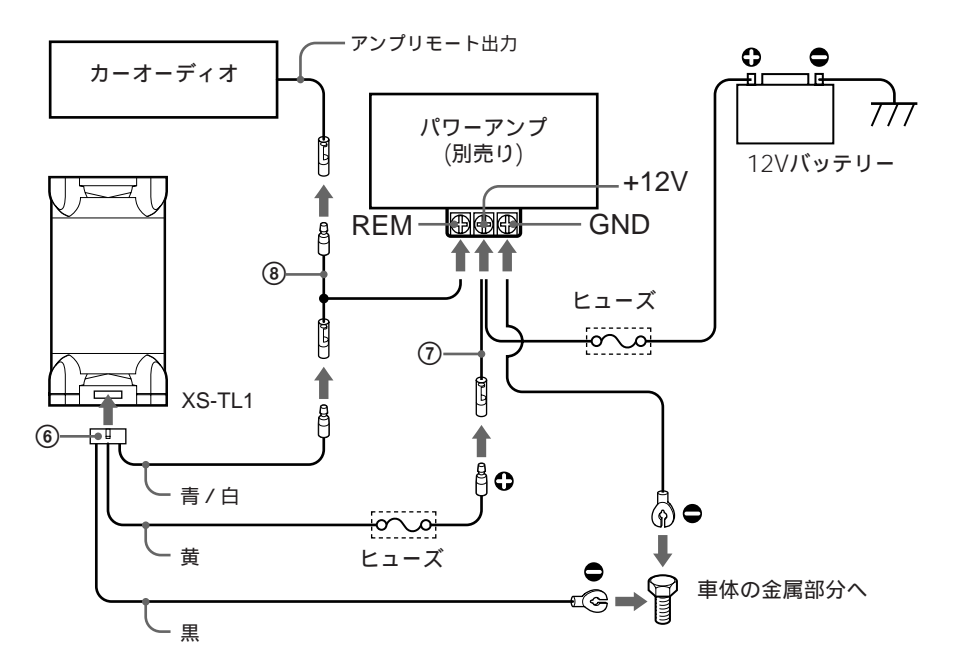 アンプリモート出力
カーオーディオ
パワーアンプ
(別売り)
12Vバッテリー
+12V
REM
GND
⑧
ヒューズ
⑦
XS-TL1
⑥
青 / 白
黄
ヒューズ
車体の金属部分へ
黒